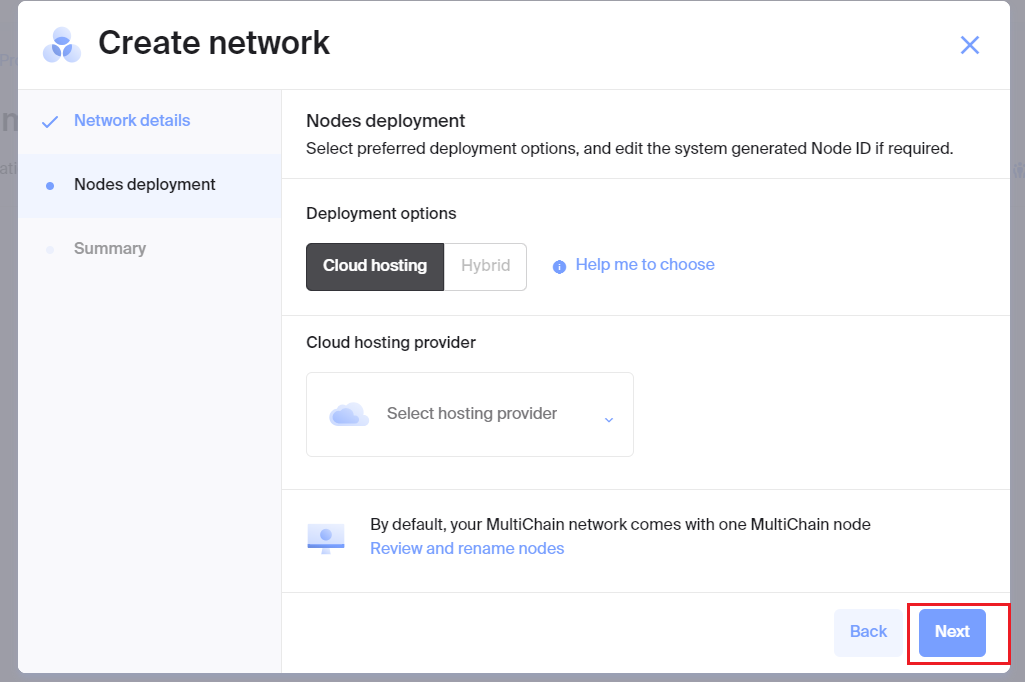 Create network
Network details
Nodes deployment
Summary
Nodes deployment
Select preferred deployment options, and edit the system generated Node ID if required.
Deployment options
Cloud hosting
Hybrid
Help me to choose
Cloud hosting provider
Select hosting provider
By default, your MultiChain network comes with one MultiChain node
Review and rename nodes
Back
Next